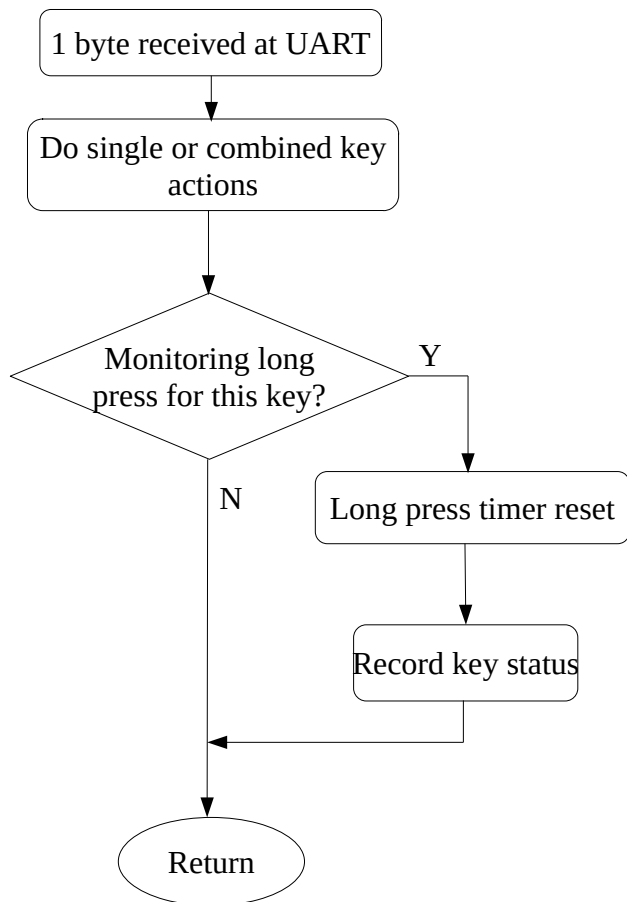 1 byte received at UART
Do single or combined key
actions
Monitoring long
press for this key?
Y
N
Long press timer reset
Record key status
Return